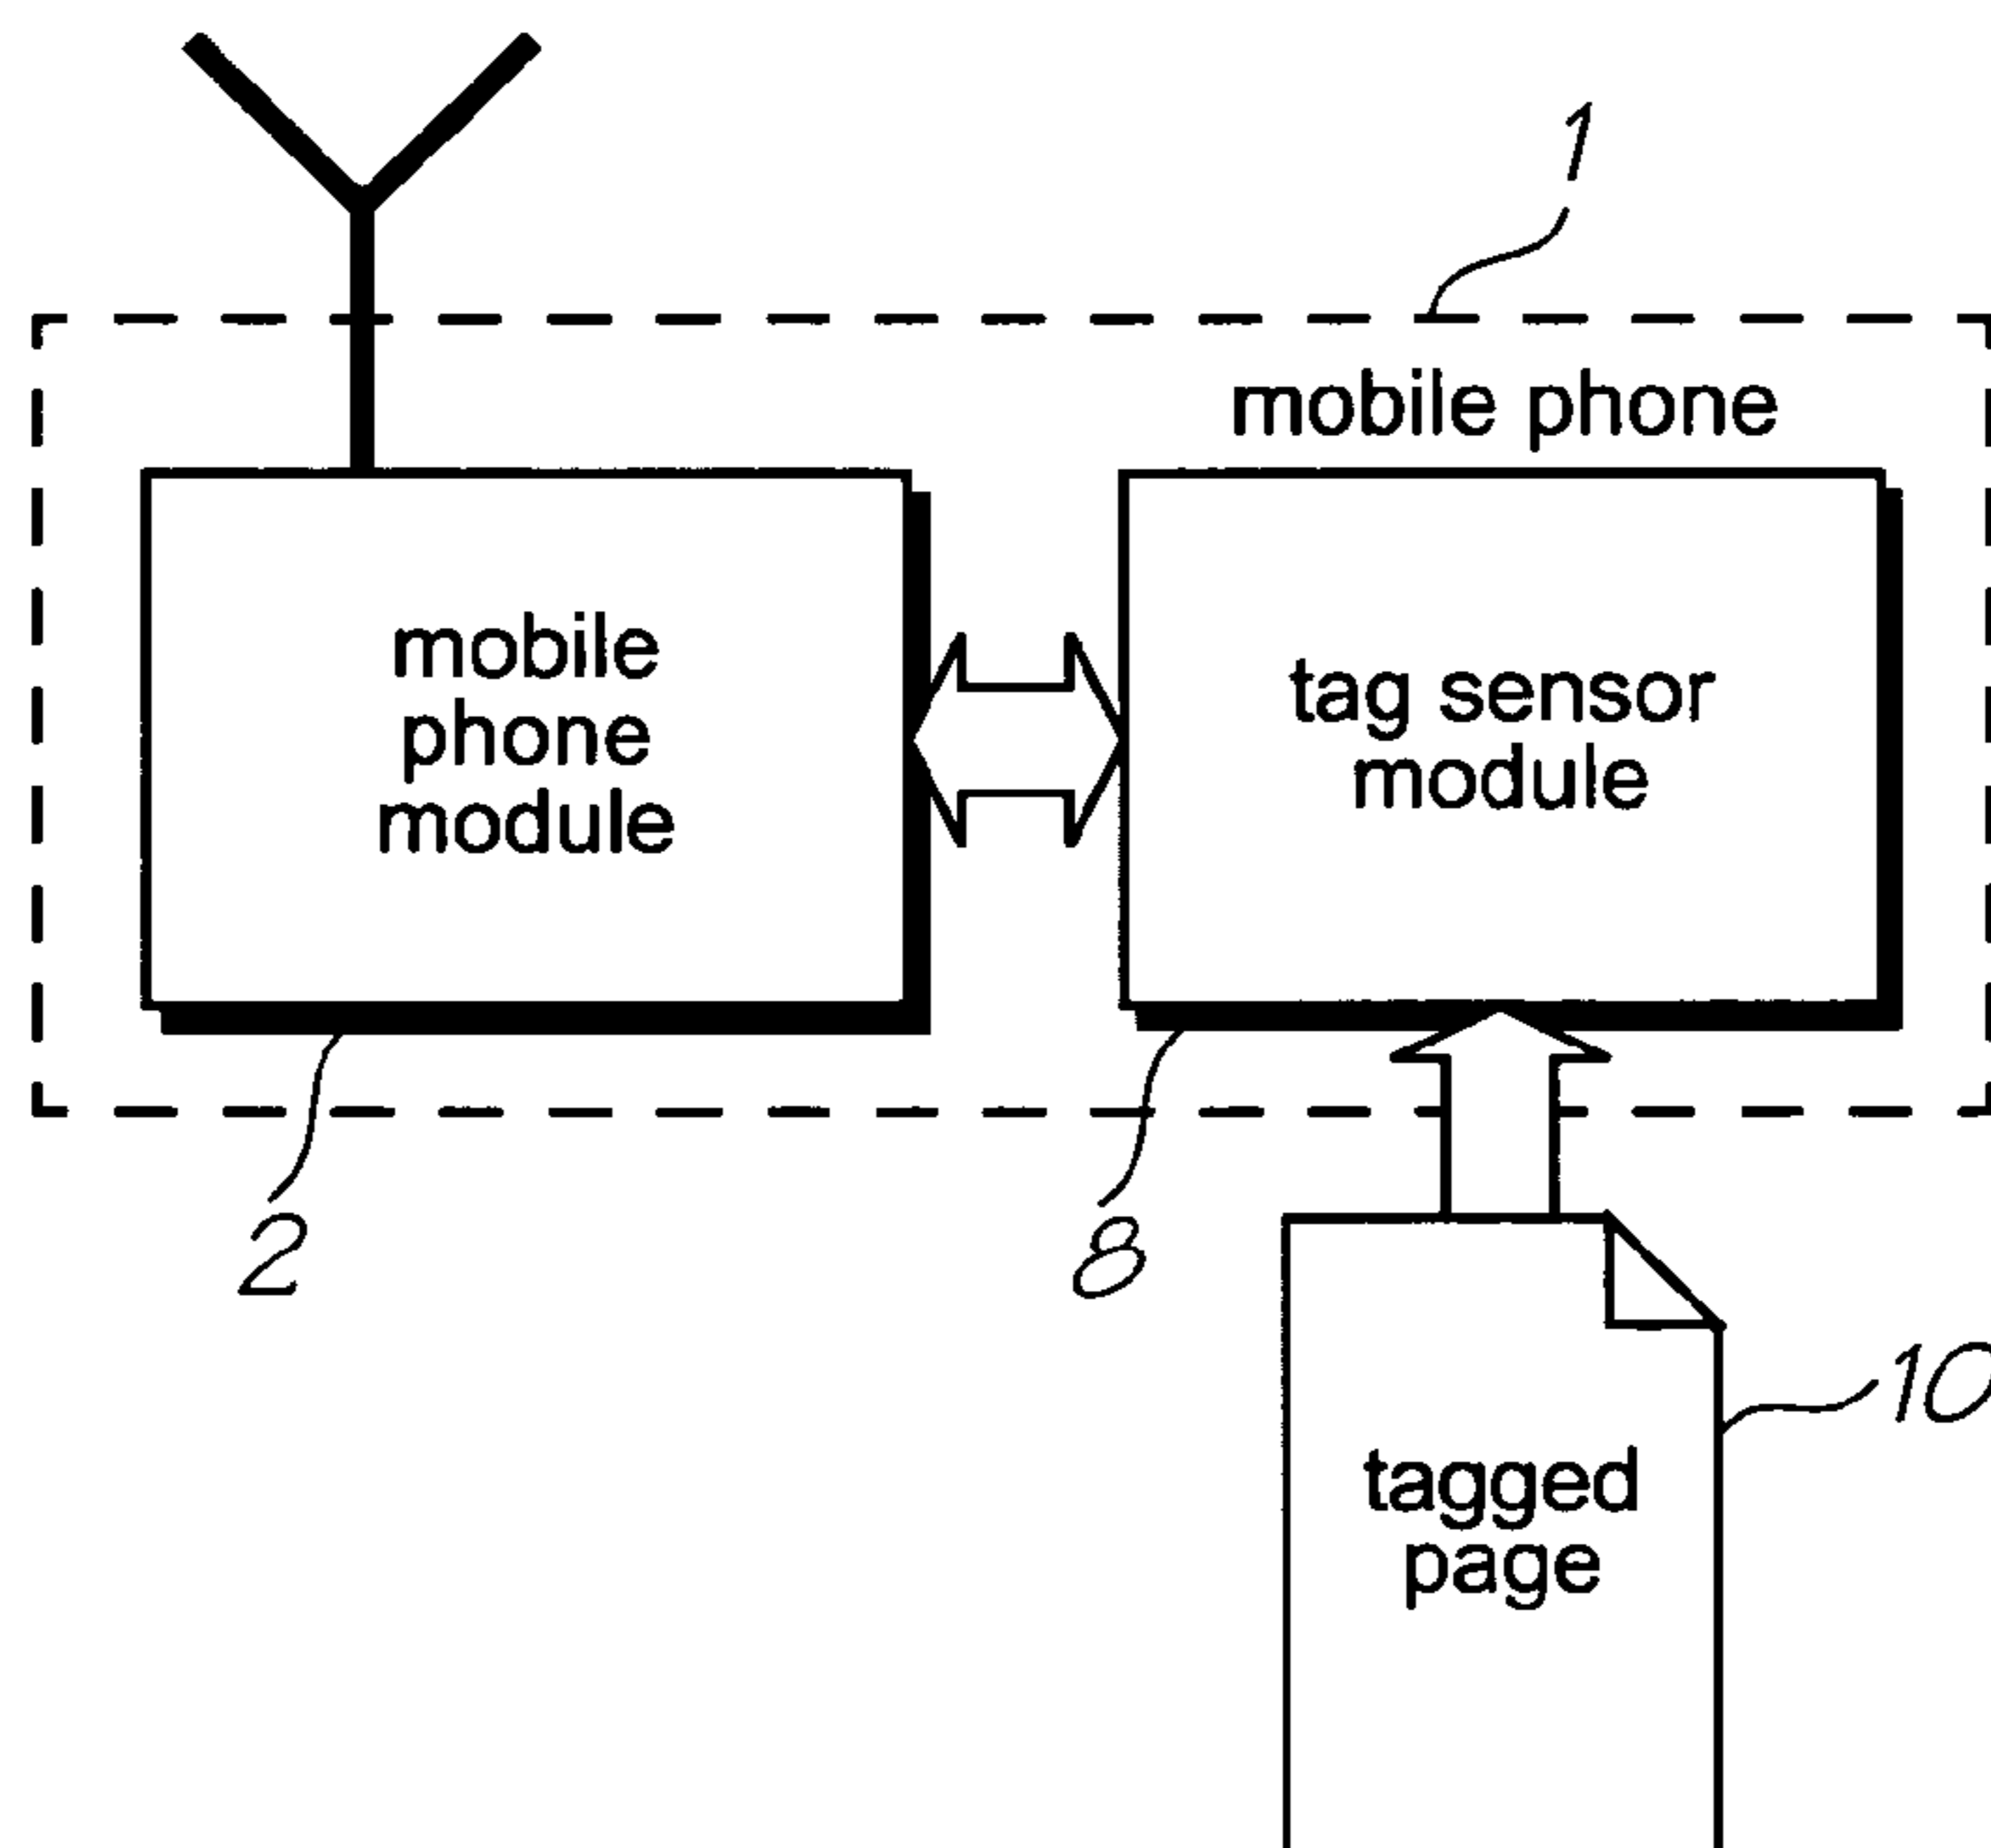 1
mobile phone
mobile
phone
module
tag sensor
module
2
8
10
tagged
page